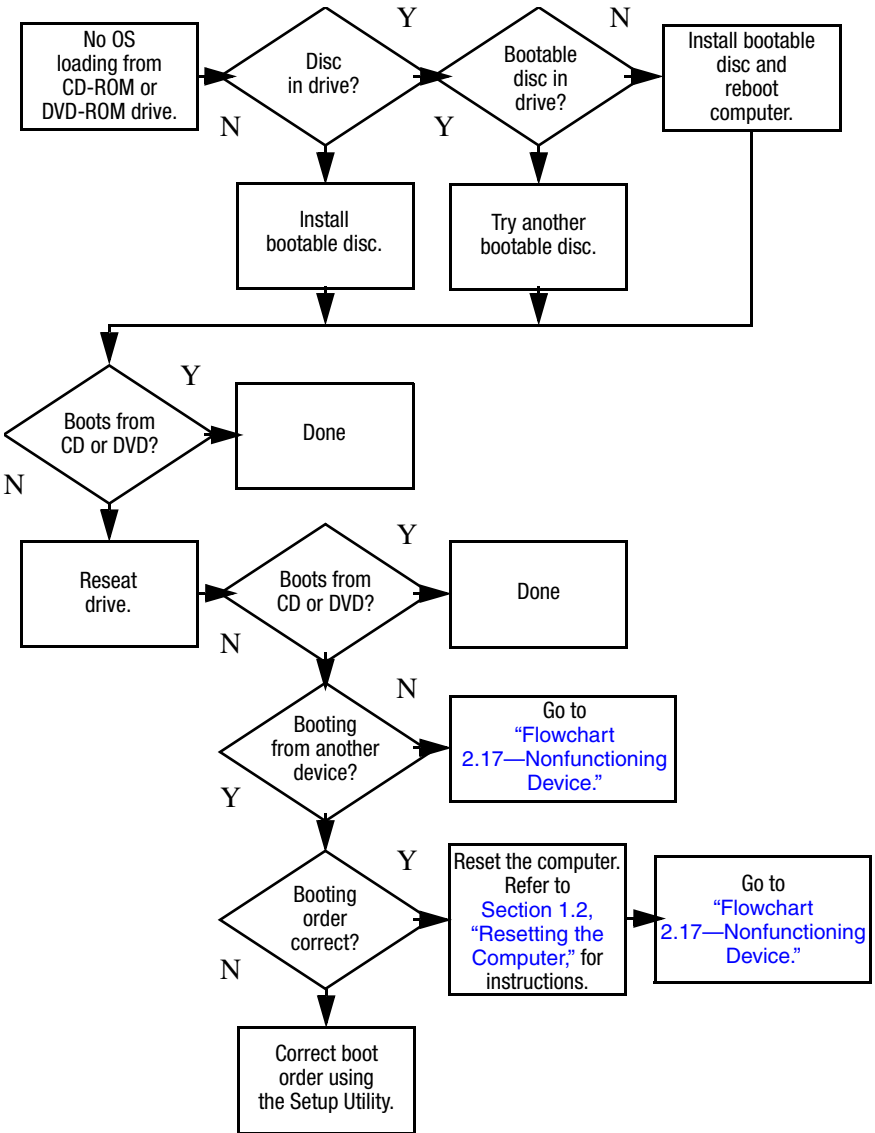 No OS
loading from
CD-ROM or
DVD-ROM drive.
Disc
in drive?
Y
N
Bootable
disc in
drive?
N
Y
Install bootable
disc and
reboot
computer.
Install
bootable disc.
Try another
bootable disc.
Boots from
CD or DVD?
Y
N
Done
Reseat
drive.
Boots from
CD or DVD?
Y
N
Done
Booting
from another
device?
N
Y
Go to
“Flowchart
2.17—Nonfunctioning
Device.”
Booting
order
correct?
Y
N
Reset the computer.
Refer to
Section 1.2,
“Resetting the
Computer,” for
instructions.
Go to
“Flowchart
2.17—Nonfunctioning
Device.”
Correct boot
order using
the Setup Utility.